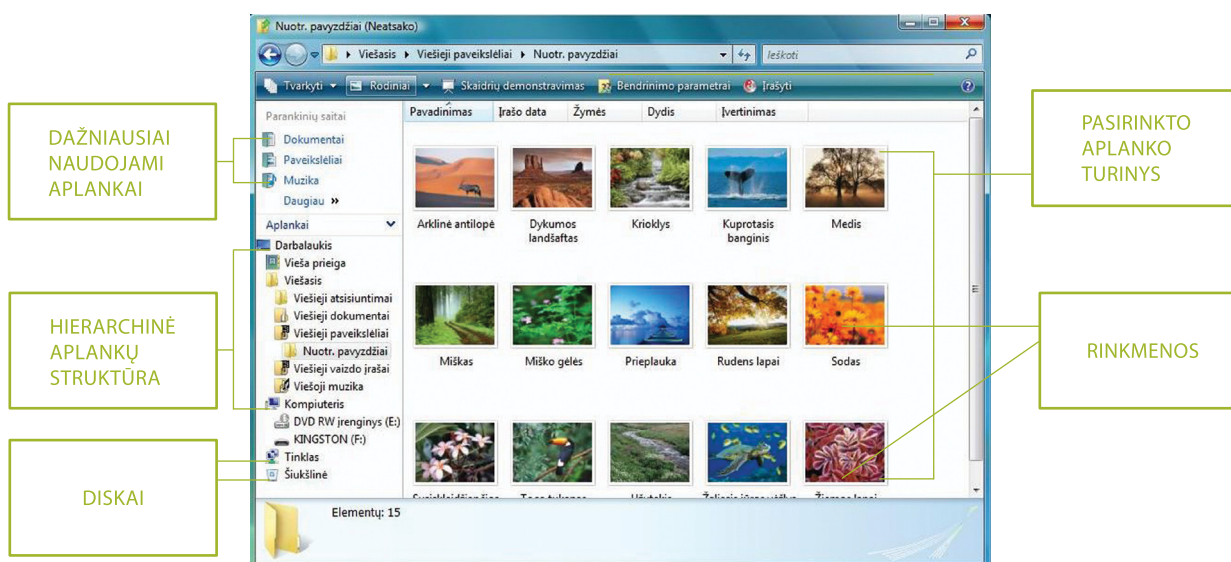 Nuotr. pavyzdžiai (Neatsako)
Viešasis Viešieji paveikslėliai Nuotr. pavyzdžiai
Ieškoti
Tvarkyti Rodiniai Skaidrių demonstravimas Bendrinimo parametrai Įrašyti
DAŽNIAUSIAI
NAUDOJAMI
APLANKAI
HIERARCHINĖ
APLANKŲ
STRUKTŪRA
DISKAI
Parankinių saitai
Dokumentai
Paveikslėliai
Muzika
Daugiau »
Aplankai
Darbalaukis
Vieša prieiga
Viešasis
Viešieji atsisiuntimai
Viešieji dokumentai
Viešieji paveikslėliai
Nuotr. pavyzdžiai
Viešieji vaizdo įrašai
Viešoji muzika
Kompiuteris
DVD RW įrenginys (E:)
KINGSTON (F:)
Tinklas
Šiukšlinė
Pavadinimas Įrašo data Žymės Dydis Įvertinimas
Arklinė antilopė
Dykumos
landšaftas
Krioklys
Kuprotasis
banginis
Medis
Miškas
Miško gėlės
Prieplauka
Rudens lapai
Sodas
Elementų: 15
PASIRINKTO
APLANKO
TURINYS
RINKMENOS